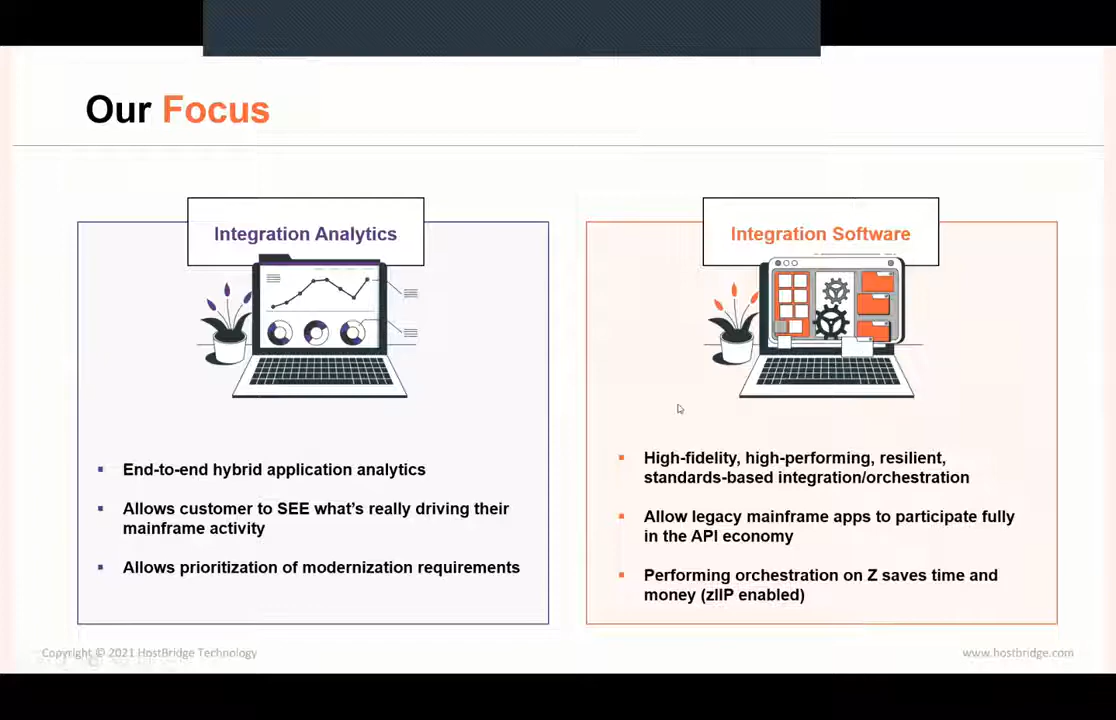 Our Focus
Integration Analytics
End-to-end hybrid application analytics
Allows customer to SEE what's really driving their
mainframe activity
Allows prioritization of modernization requirements
Integration Software
High-fidelity, high-performing, resilient,
standards-based integration/orchestration
Allow legacy mainframe apps to participate fully
in the API economy
Performing orchestration on Z saves time and
money (zIIP enabled)
Copyright © 2021 HostBridge Technology
www.hostbridge.com